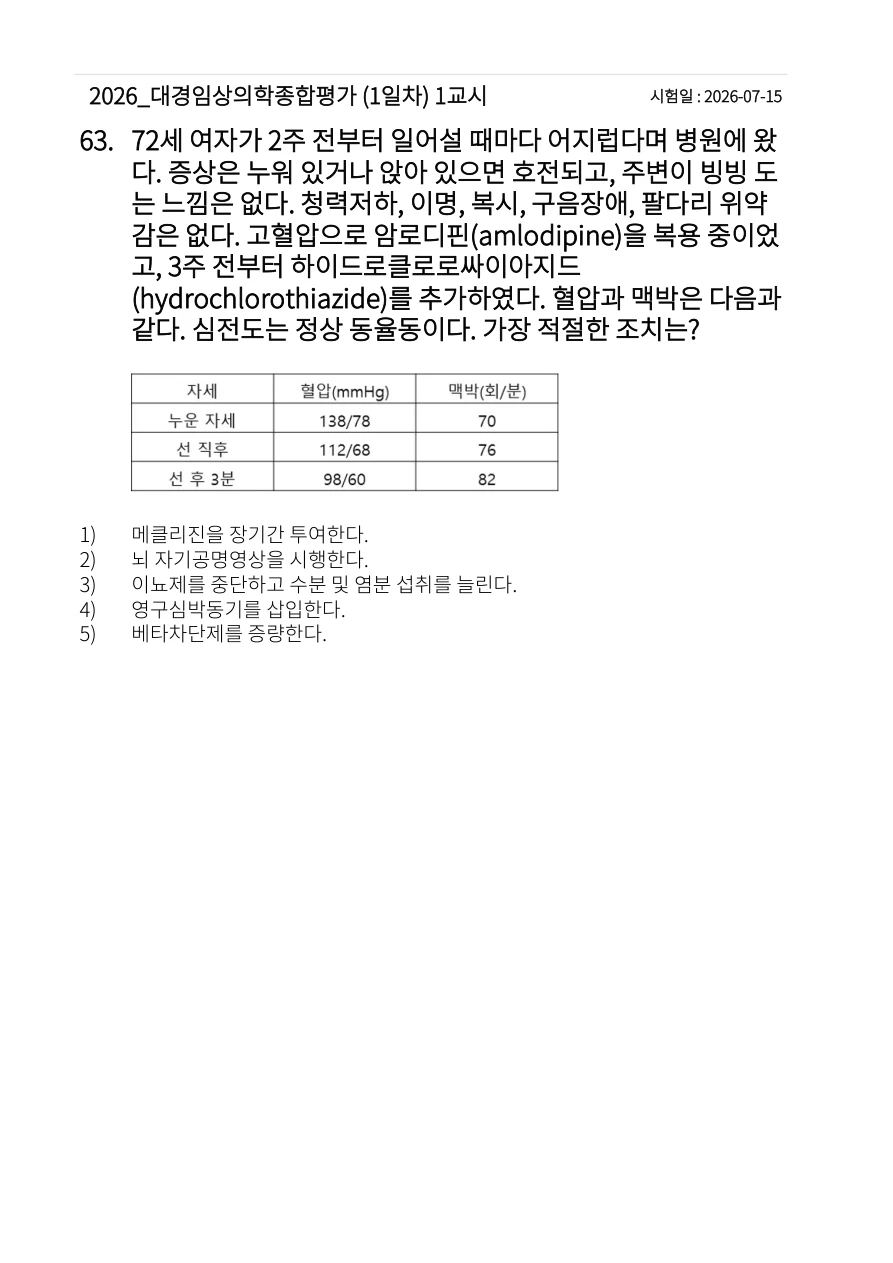 2026_대경임상의학종합평가 (1일차) 1교시
시험일 : 2026-07-15
63. 72세 여자가 2주 전부터 일어설 때마다 어지럽다며 병원에 왔
다. 증상은 누워 있거나 앉아 있으면 호전되고, 주변이 빙빙 도
는 느낌은 없다. 청력저하, 이명, 복시, 구음장애, 팔다리 위약
감은 없다. 고혈압으로 암로디핀(amlodipine)을 복용 중이었
고, 3주 전부터 하이드로클로로싸이아지드
(hydrochlorothiazide)를 추가하였다. 혈압과 맥박은 다음과
같다. 심전도는 정상 동율동이다. 가장 적절한 조치는?
자세 혈압(mmHg) 맥박(회/분)
누운 자세 138/78 70
선 직후 112/68 76
선 후 3분 98/60 82
1) 메클리진을 장기간 투여한다.
2) 뇌 자기공명영상을 시행한다.
3) 이뇨제를 중단하고 수분 및 염분 섭취를 늘린다.
4) 영구심박동기를 삽입한다.
5) 베타차단제를 증량한다.